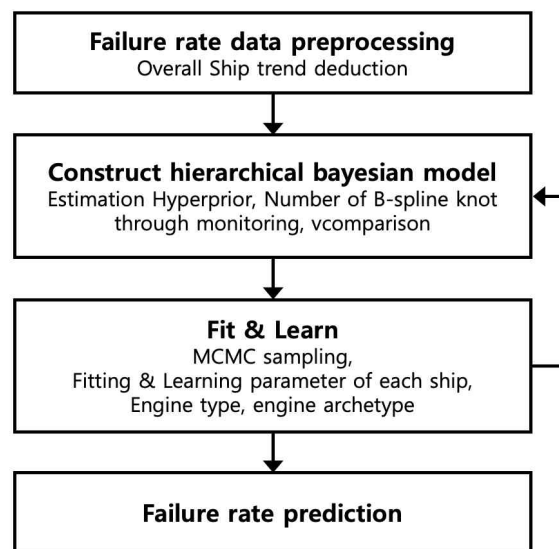 Failure rate data preprocessing
Overall Ship trend deduction
Construct hierarchical bayesian model
Estimation Hyperprior, Number of B-spline knot
through monitoring, vcomparison
Fit & Learn
MCMC sampling,
Fitting & Learning parameter of each ship,
Engine type, engine archetype
Failure rate prediction